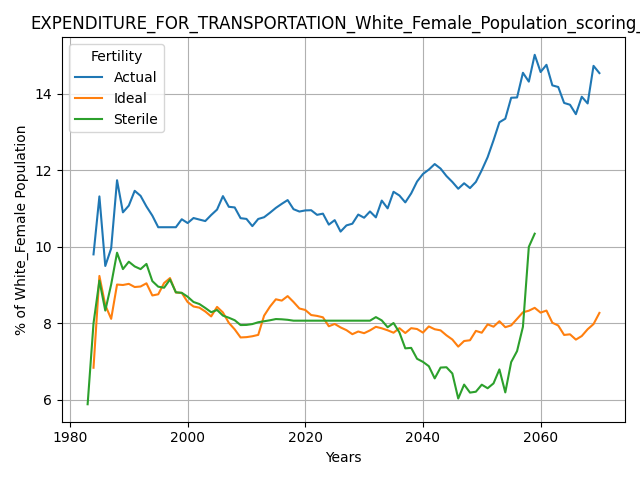 EXPENDITURE_FOR_TRANSPORTATION_White_Female_Population_scoring_
Fertility
Actual
Ideal
Sterile
% of White_Female Population
14
12
10
8
6
1980
2000
2020
2040
2060
Years